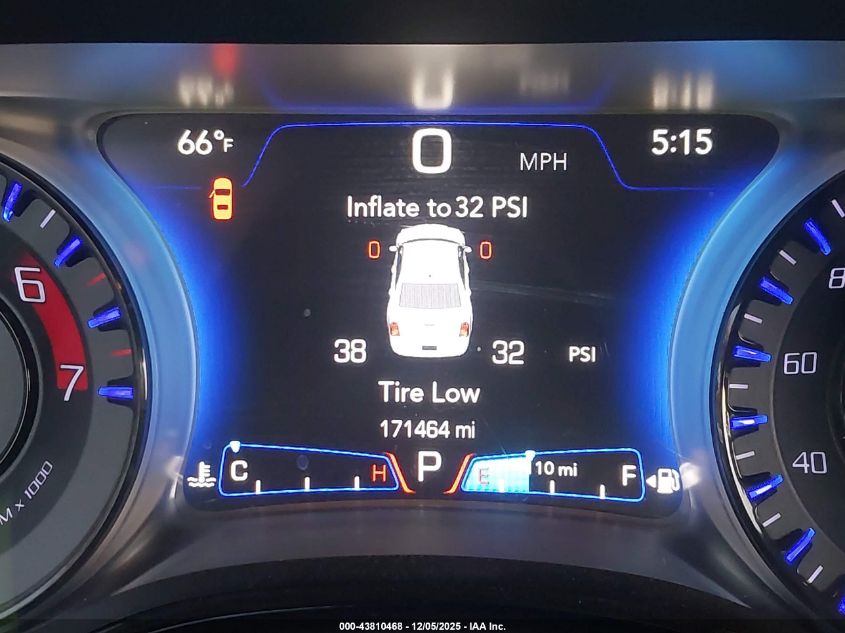 66°F
0 MPH
5:15
Inflate to 32 PSI
0 0
38 32 PSI
Tire Low
171464 mi
C H P E 10 mi F
6
7
M x 1000
8
60
40
000-43810468 - 12/05/2025 - IAA Inc.